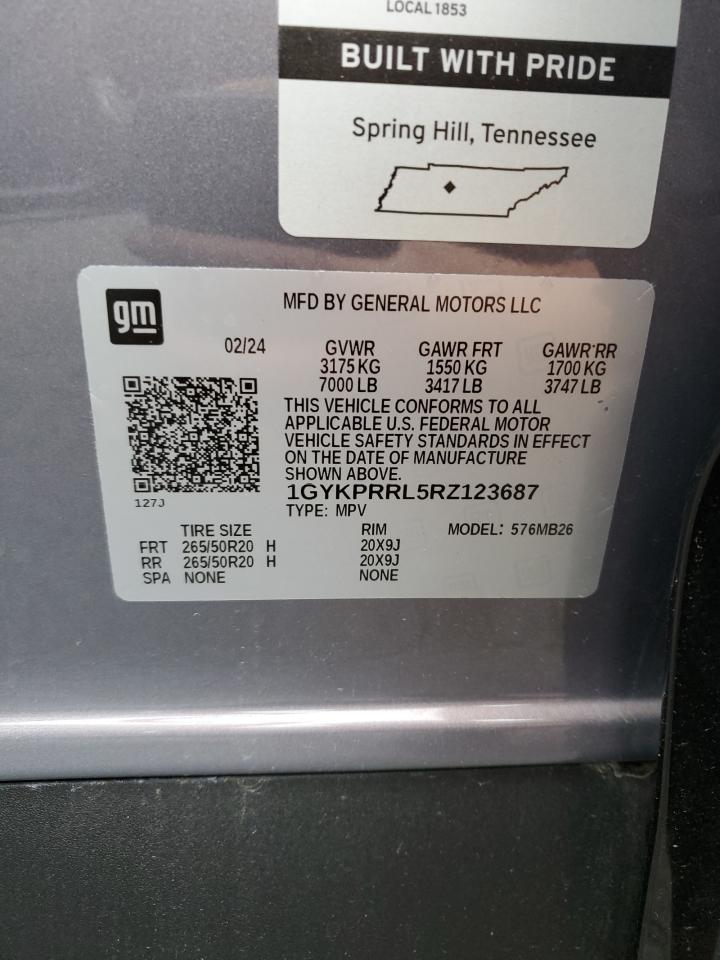 LOCAL 1853
BUILT WITH PRIDE
Spring Hill, Tennessee
gm
MFD BY GENERAL MOTORS LLC
02/24 GVWR GAWR FRT GAWR RR
3175 KG 1550 KG 1700 KG
7000 LB 3417 LB 3747 LB
THIS VEHICLE CONFORMS TO ALL
APPLICABLE U.S. FEDERAL MOTOR
VEHICLE SAFETY STANDARDS IN EFFECT
ON THE DATE OF MANUFACTURE
SHOWN ABOVE.
1GYKPRRL5RZ123687
127J
TYPE: MPV
TIRE SIZE RIM MODEL: 576MB26
FRT 265/50R20 H 20X9J
RR 265/50R20 H 20X9J
SPA NONE NONE